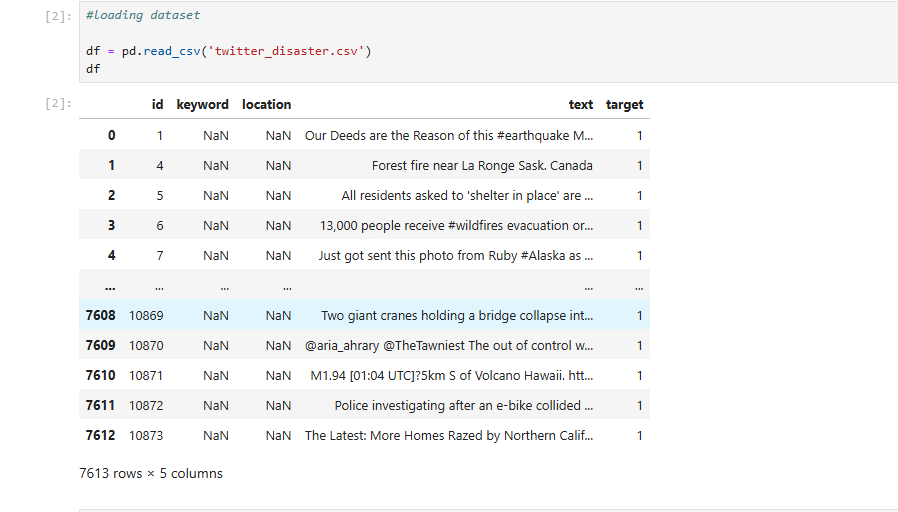 [2]: #loading dataset
df = pd.read_csv('twitter_disaster.csv')
df
[2]: id keyword location text target
0 1 NaN NaN Our Deeds are the Reason of this #earthquake M... 1
1 4 NaN NaN Forest fire near La Ronge Sask. Canada 1
2 5 NaN NaN All residents asked to 'shelter in place' are ... 1
3 6 NaN NaN 13,000 people receive #wildfires evacuation or... 1
4 7 NaN NaN Just got sent this photo from Ruby #Alaska as ... 1
... ... ... ... ... ...
7608 10869 NaN NaN Two giant cranes holding a bridge collapse int... 1
7609 10870 NaN NaN @aria_ahrary @TheTawniest The out of control w... 1
7610 10871 NaN NaN M1.94 [01:04 UTC]?5km S of Volcano Hawaii. htt... 1
7611 10872 NaN NaN Police investigating after an e-bike collided ... 1
7612 10873 NaN NaN The Latest: More Homes Razed by Northern Calif... 1
7613 rows × 5 columns